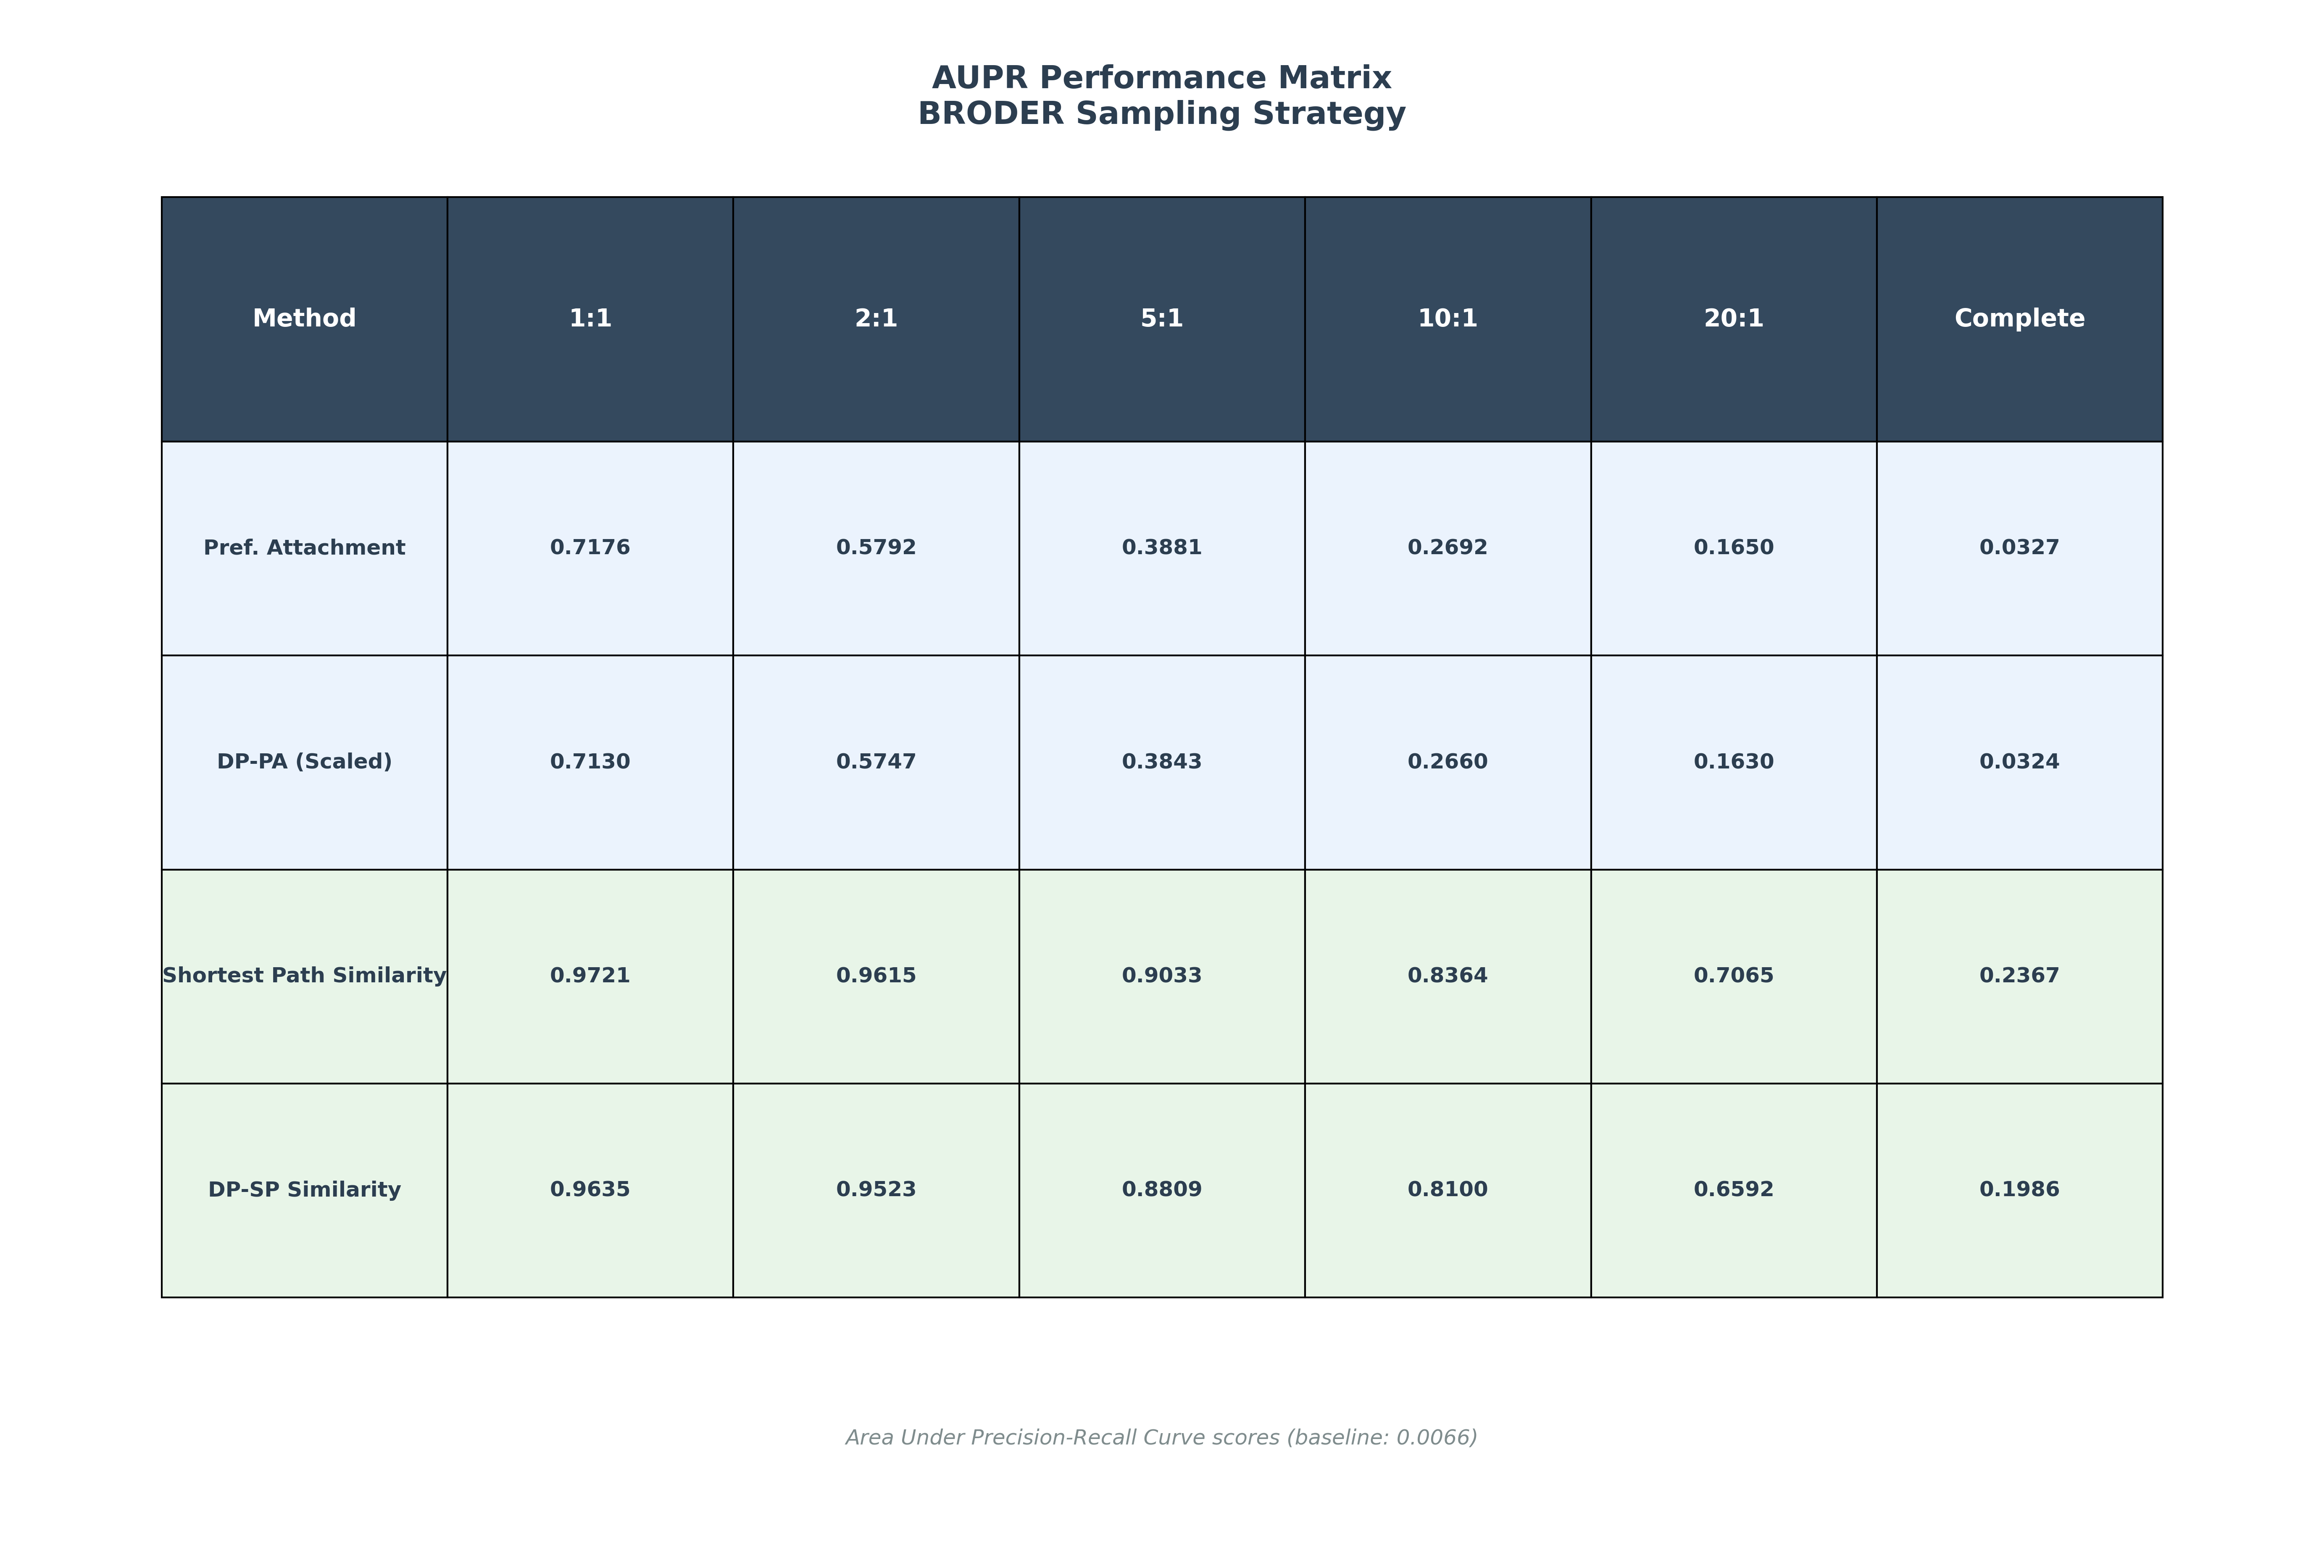 AUPR Performance Matrix
BRODER Sampling Strategy
Method 1:1 2:1 5:1 10:1 20:1 Complete
Pref. Attachment 0.7176 0.5792 0.3881 0.2692 0.1650 0.0327
DP-PA (Scaled) 0.7130 0.5747 0.3843 0.2660 0.1630 0.0324
Shortest Path Similarity 0.9721 0.9615 0.9033 0.8364 0.7065 0.2367
DP-SP Similarity 0.9635 0.9523 0.8809 0.8100 0.6592 0.1986
Area Under Precision-Recall Curve scores (baseline: 0.0066)